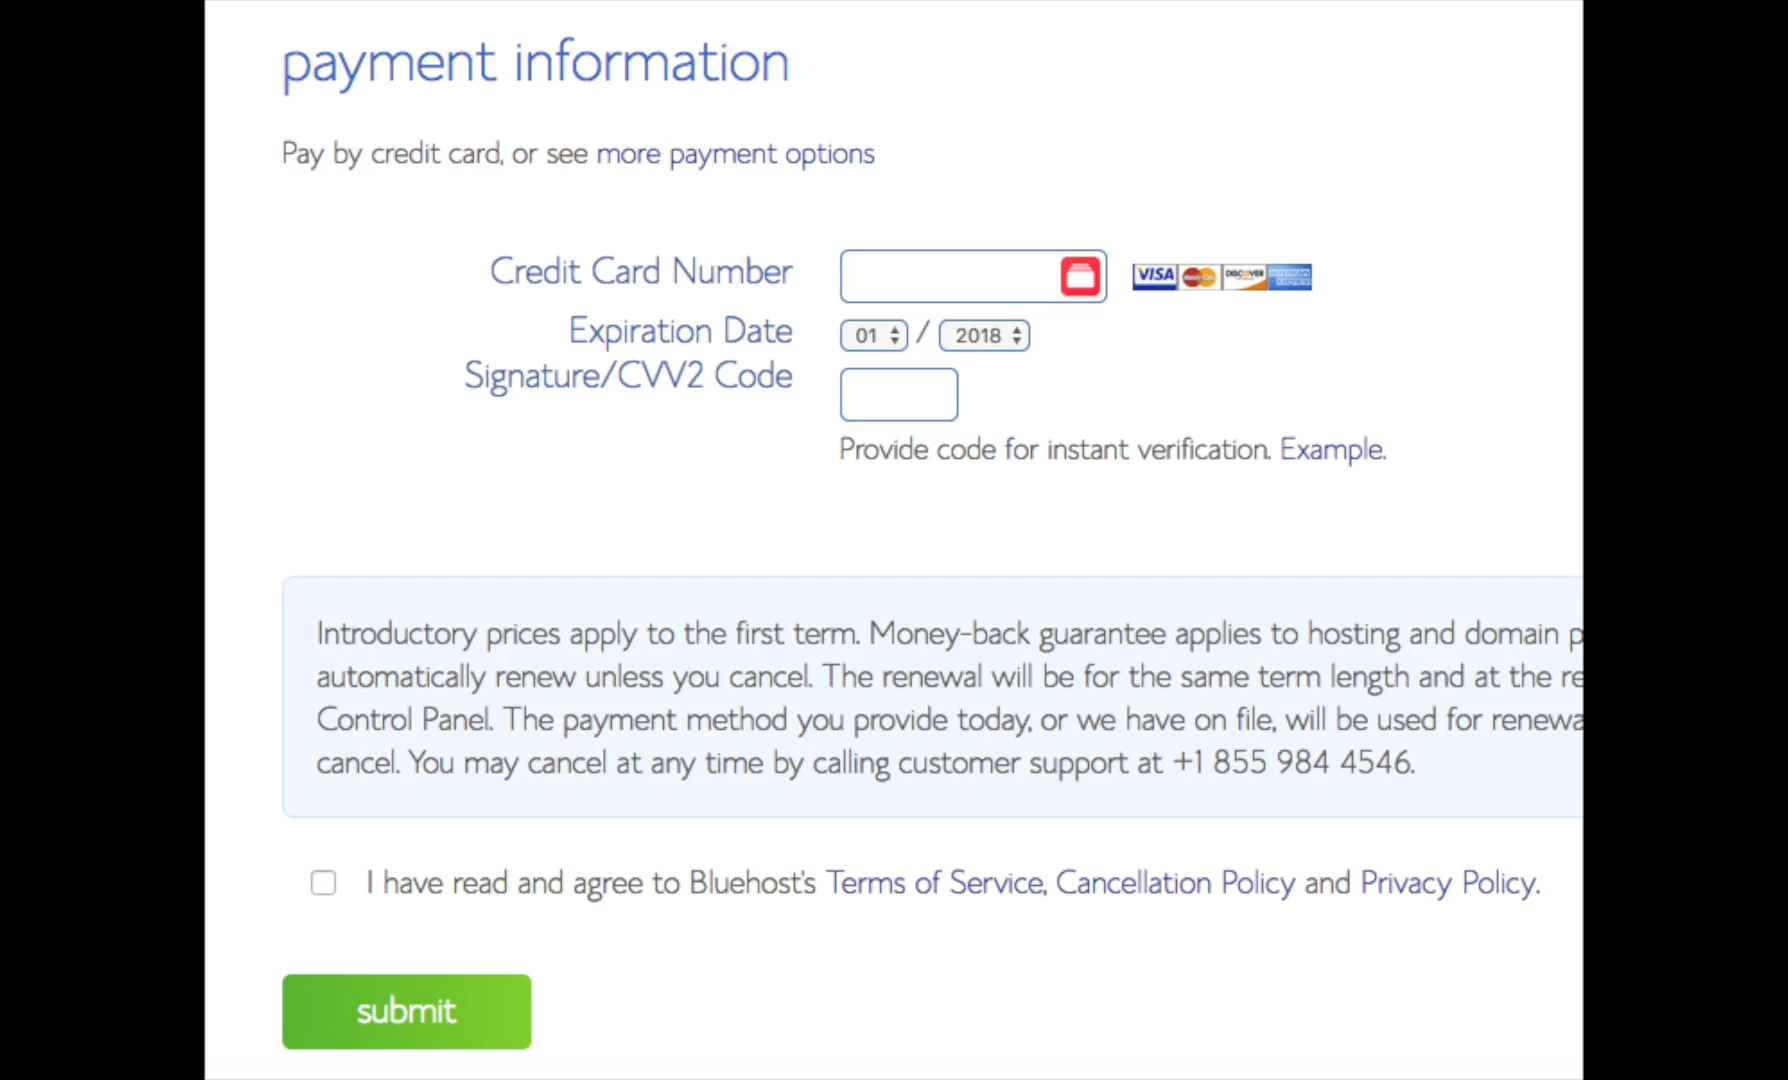 payment information
Pay by credit card, or see more payment options
Credit Card Number
VISA MasterCard DISCOVER AMERICAN EXPRESS
Expiration Date 01 / 2018
Signature/CVV2 Code
Provide code for instant verification. Example.
Introductory prices apply to the first term. Money-back guarantee applies to hosting and domain p
automatically renew unless you cancel. The renewal will be for the same term length and at the re
Control Panel. The payment method you provide today, or we have on file, will be used for renewa
cancel. You may cancel at any time by calling customer support at +1 855 984 4546.
I have read and agree to Bluehost's Terms of Service, Cancellation Policy and Privacy Policy.
submit